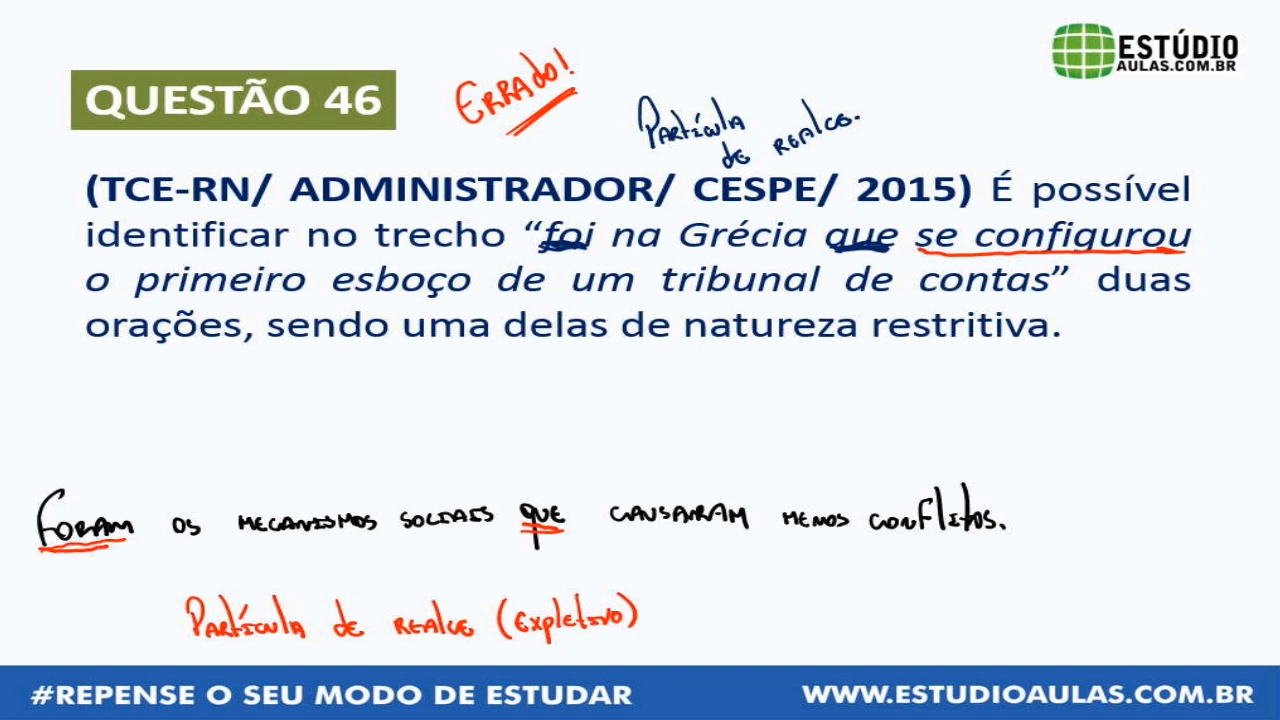 ESTÚDIO
AULAS.COM.BR
QUESTÃO 46
ERRADO!
PARTÍCULA
DE REALCE.
(TCE-RN/ ADMINISTRADOR/ CESPE/ 2015) É possível
identificar no trecho “foi na Grécia que se configurou
o primeiro esboço de um tribunal de contas” duas
orações, sendo uma delas de natureza restritiva.
FORAM OS MECANISMOS SOCIAIS QUE CAUSARAM MENOS CONFLITOS.
PARTÍCULA DE REALCE (EXPLETIVO)
#REPENSE O SEU MODO DE ESTUDAR
WWW.ESTUDIOAULAS.COM.BR